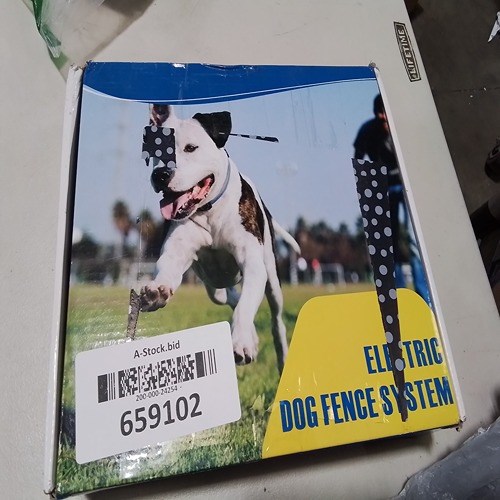 LIFETIME
A-Stock.bid
200-000-24254
659102
ELECTRIC
DOG FENCE SYSTEM